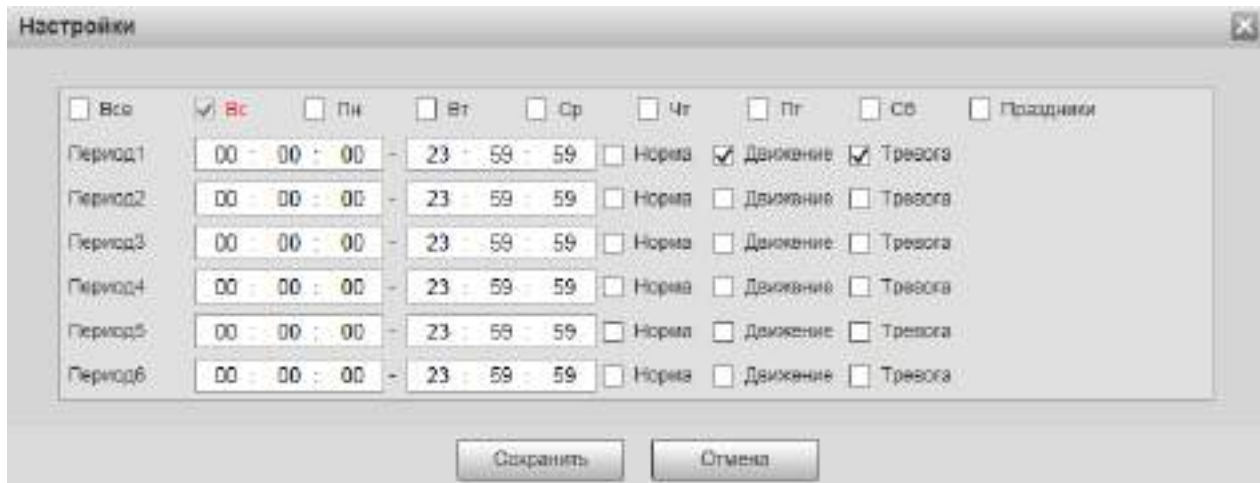 Настройки
Все Вс Пн Вт Ср Чт Пт Сб Праздники
Период1 00 : 00 : 00 - 23 : 59 : 59 Норма Движение Тревога
Период2 00 : 00 : 00 - 23 : 59 : 59 Норма Движение Тревога
Период3 00 : 00 : 00 - 23 : 59 : 59 Норма Движение Тревога
Период4 00 : 00 : 00 - 23 : 59 : 59 Норма Движение Тревога
Период5 00 : 00 : 00 - 23 : 59 : 59 Норма Движение Тревога
Период6 00 : 00 : 00 - 23 : 59 : 59 Норма Движение Тревога
Сохранить Отмена